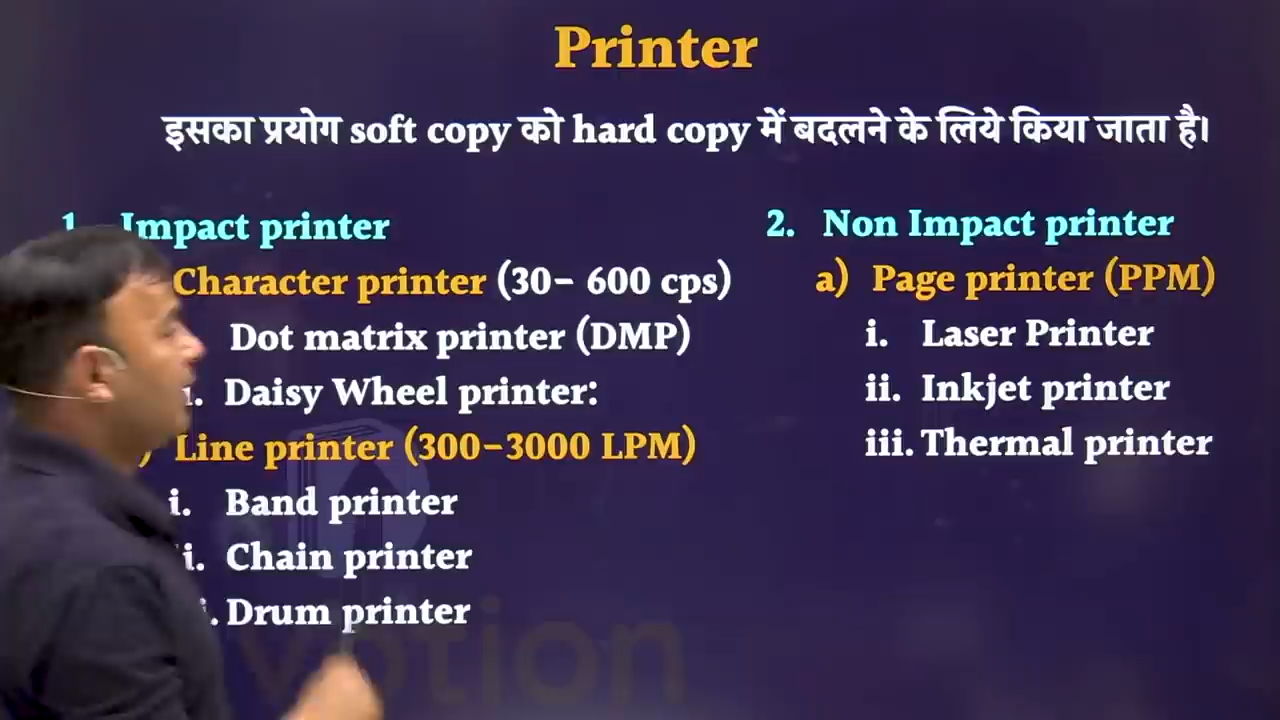 Printer
इसका प्रयोग soft copy को hard copy में बदलने के लिये किया जाता है।
1. Impact printer
Character printer (30- 600 cps)
Dot matrix printer (DMP)
Daisy Wheel printer:
Line printer (300-3000 LPM)
i. Band printer
Chain printer
Drum printer
2. Non Impact printer
a) Page printer (PPM)
i. Laser Printer
ii. Inkjet printer
iii. Thermal printer